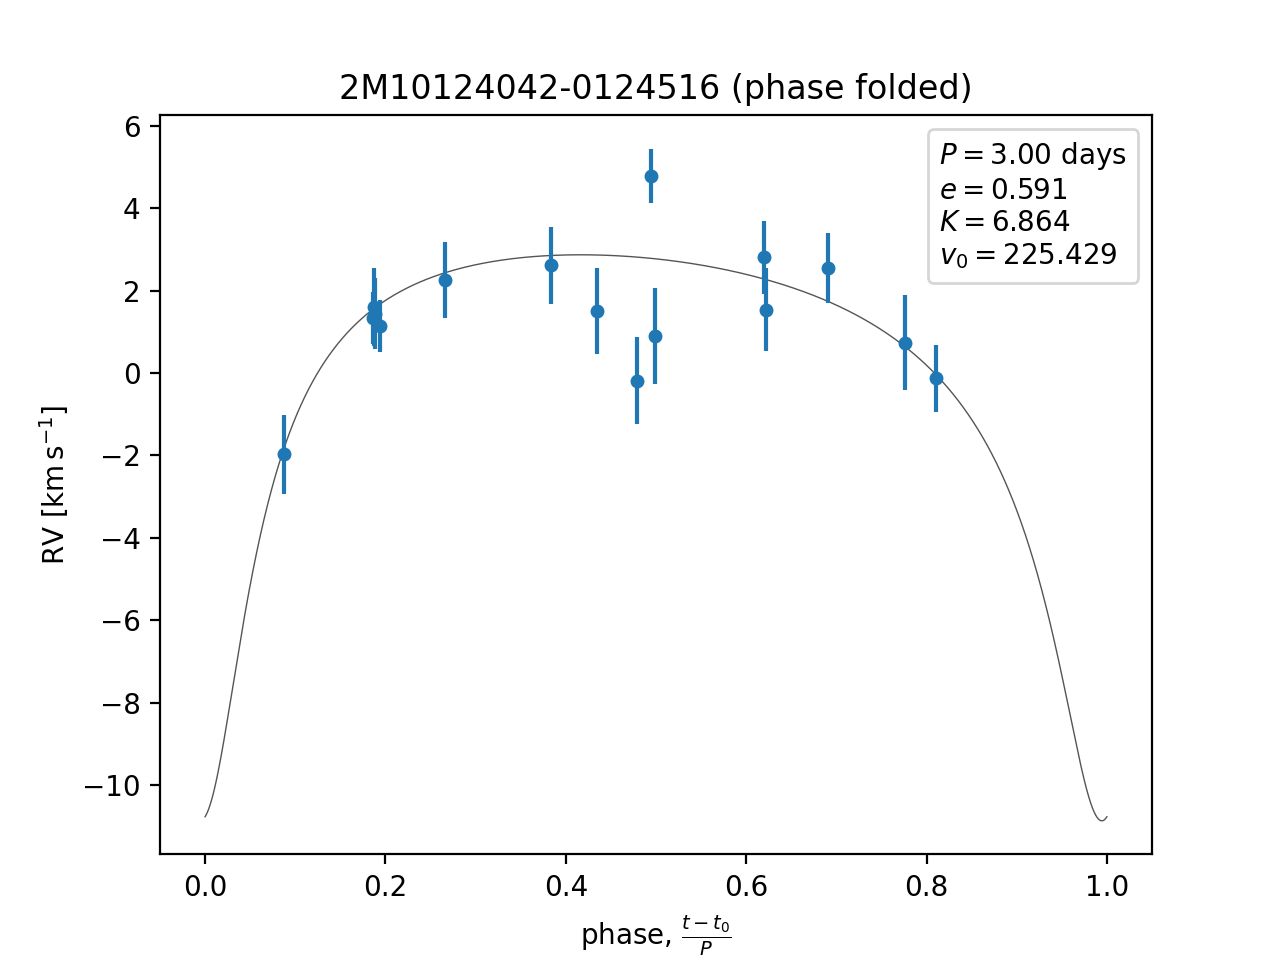 2M10124042-0124516 (phase folded)
P = 3.00 days
e = 0.591
K = 6.864
v₀ = 225.429
RV [km s⁻¹]
6
4
2
0
−2
−4
−6
−8
−10
0.0 0.2 0.4 0.6 0.8 1.0
phase, (t − t₀)/P